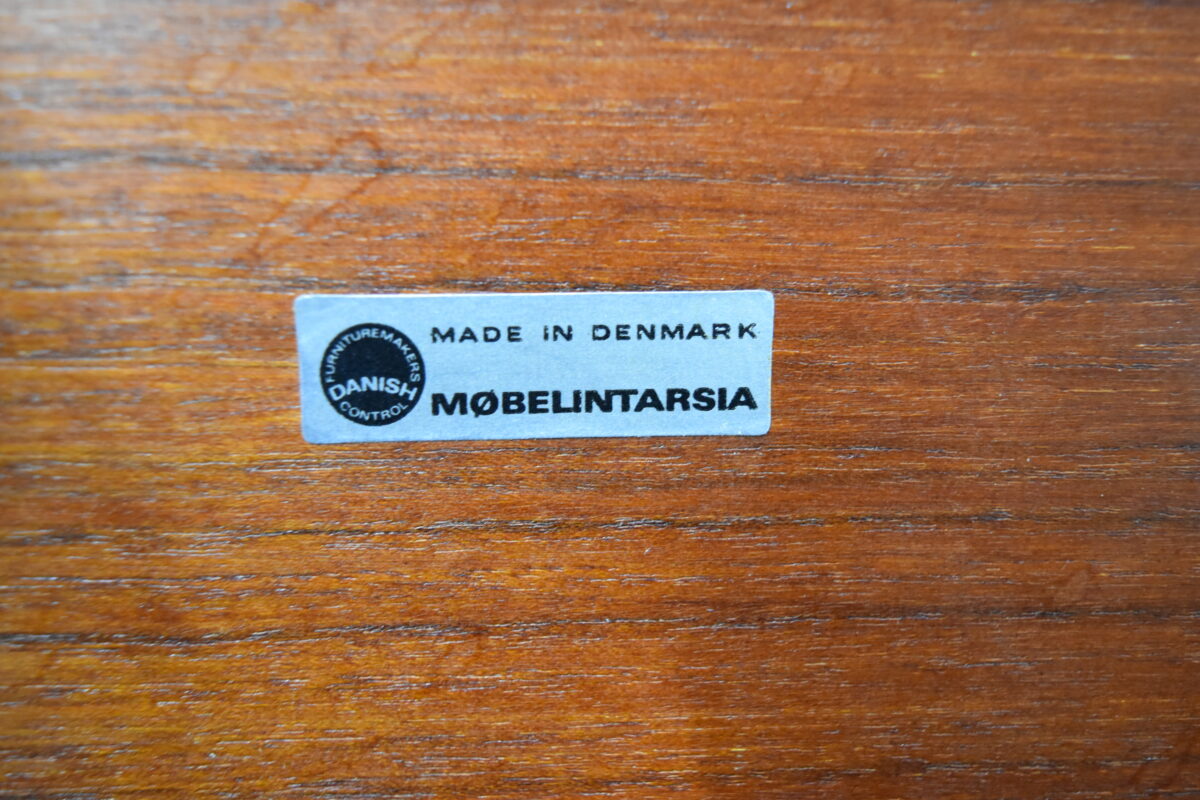 FURNITUREMAKERS
DANISH
CONTROL
MADE IN DENMARK
MØBELINTARSIA